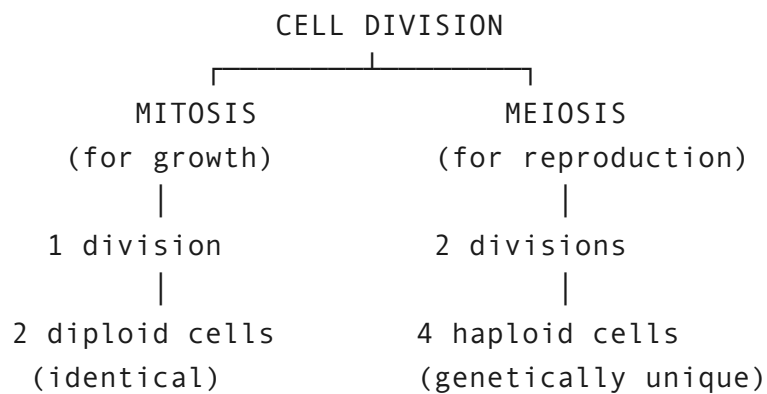 CELL DIVISION
MITOSIS MEIOSIS
(for growth) (for reproduction)
1 division 2 divisions
2 diploid cells 4 haploid cells
(identical) (genetically unique)